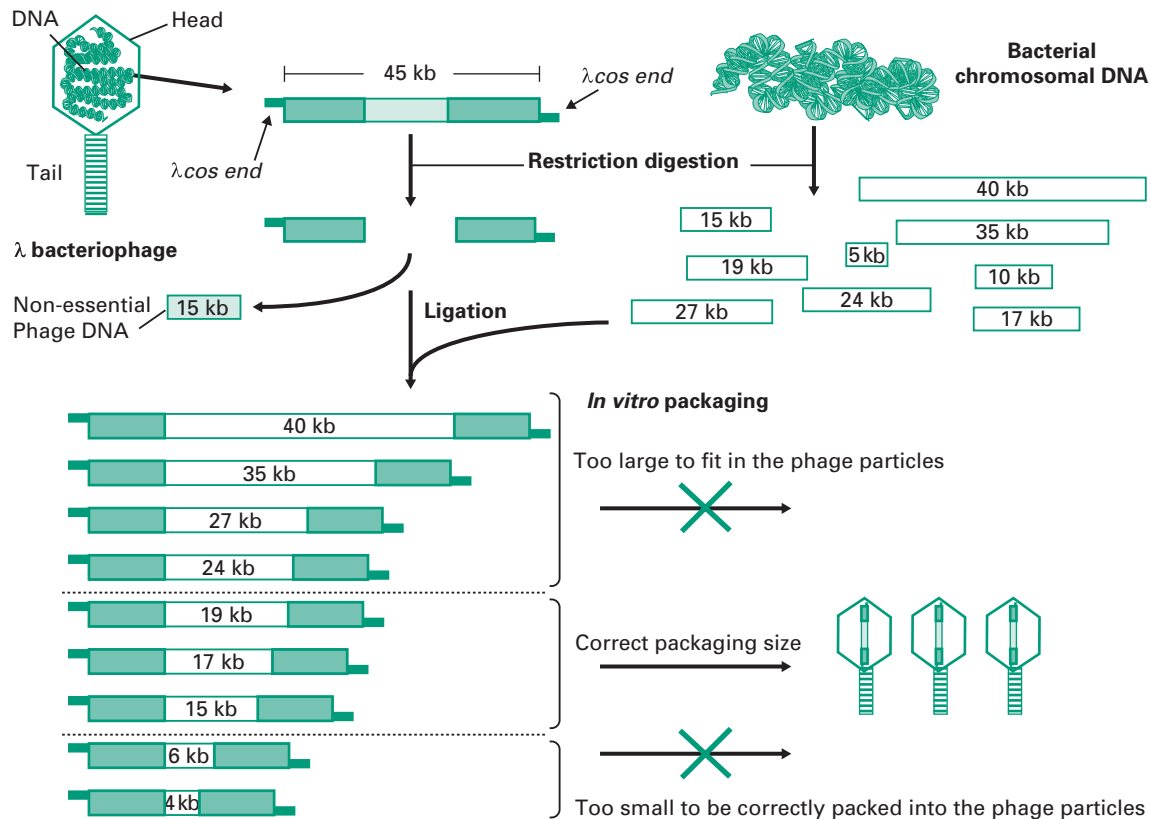 DNA
Head
45 kb
λcos end
Bacterial
chromosomal DNA
Tail
λcos end
Restriction digestion
λ bacteriophage
40 kb
15 kb
35 kb
5 kb
19 kb
10 kb
24 kb
27 kb
17 kb
Non-essential
Phage DNA
15 kb
Ligation
In vitro packaging
40 kb
Too large to fit in the phage particles
35 kb
27 kb
24 kb
19 kb
Correct packaging size
17 kb
15 kb
6 kb
4 kb
Too small to be correctly packed into the phage particles